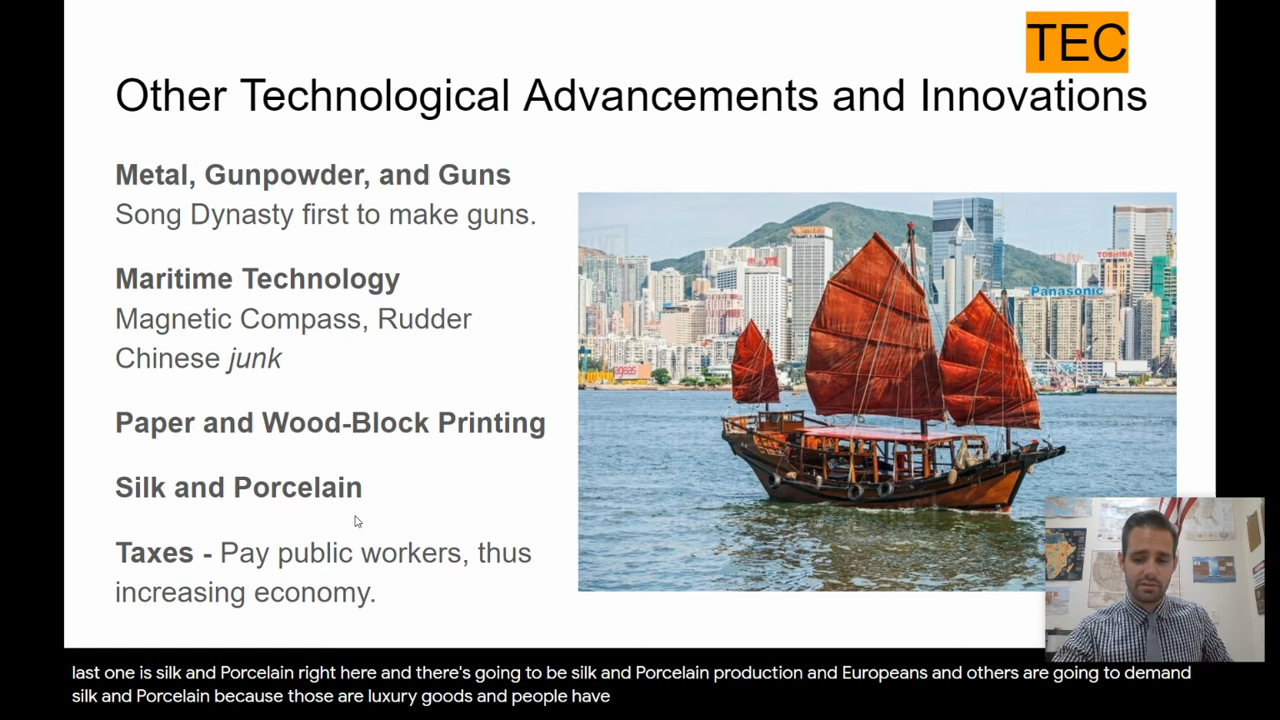 TEC
Other Technological Advancements and Innovations
Metal, Gunpowder, and Guns
Song Dynasty first to make guns.
Maritime Technology
Magnetic Compass, Rudder
Chinese junk
Paper and Wood-Block Printing
Silk and Porcelain
Taxes - Pay public workers, thus
increasing economy.
TOSHIBA
Panasonic
ageas
last one is silk and Porcelain right here and there's going to be silk and Porcelain production and Europeans and others are going to demand
silk and Porcelain because those are luxury goods and people have